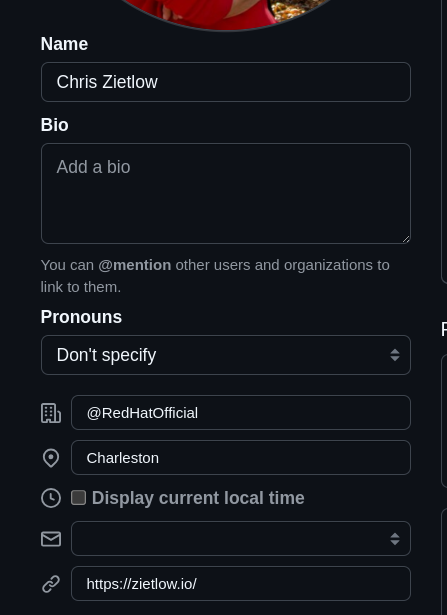 Name
Chris Zietlow
Bio
Add a bio
You can @mention other users and organizations to
link to them.
Pronouns
Don't specify
@RedHatOfficial
Charleston
Display current local time
https://zietlow.io/